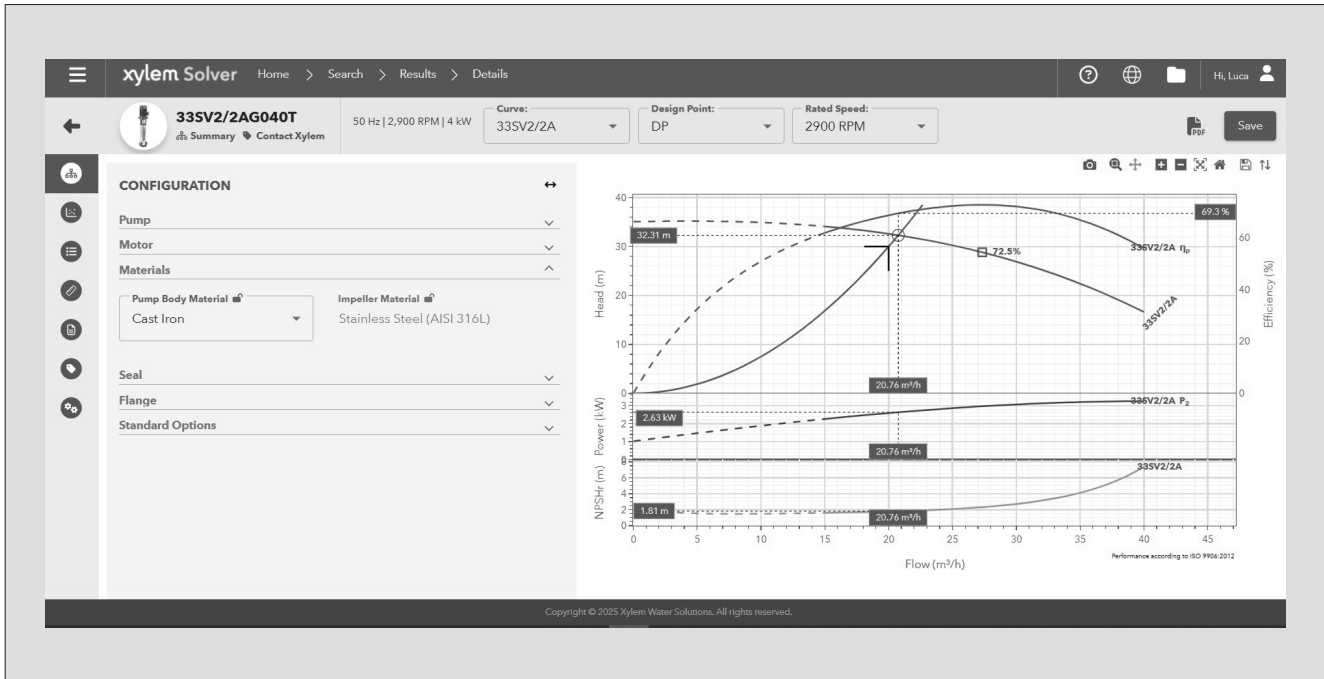 xylem Solver Home > Search > Results > Details
Hi, Luca
33SV2/2AG040T
Summary Contact Xylem
50 Hz | 2,900 RPM | 4 kW
Curve:
33SV2/2A
Design Point:
DP
Rated Speed:
2900 RPM
PDF
Save
CONFIGURATION
Pump
Motor
Materials
Pump Body Material
Cast Iron
Impeller Material
Stainless Steel (AISI 316L)
Seal
Flange
Standard Options
40
30
20
10
0
Head (m)
32.31 m
69.3 %
72.5%
33SV2/2A ηp
33SV2/2A
60
40
20
0
Efficiency (%)
20.76 m³/h
3
2
1
0
Power (kW)
2.63 kW
33SV2/2A P2
20.76 m³/h
8
6
4
2
0
NPSHr (m)
1.81 m
33SV2/2A
20.76 m³/h
0 5 10 15 20 25 30 35 40 45
Flow (m³/h)
Performance according to ISO 9906:2012
Copyright © 2025 Xylem Water Solutions. All rights reserved.